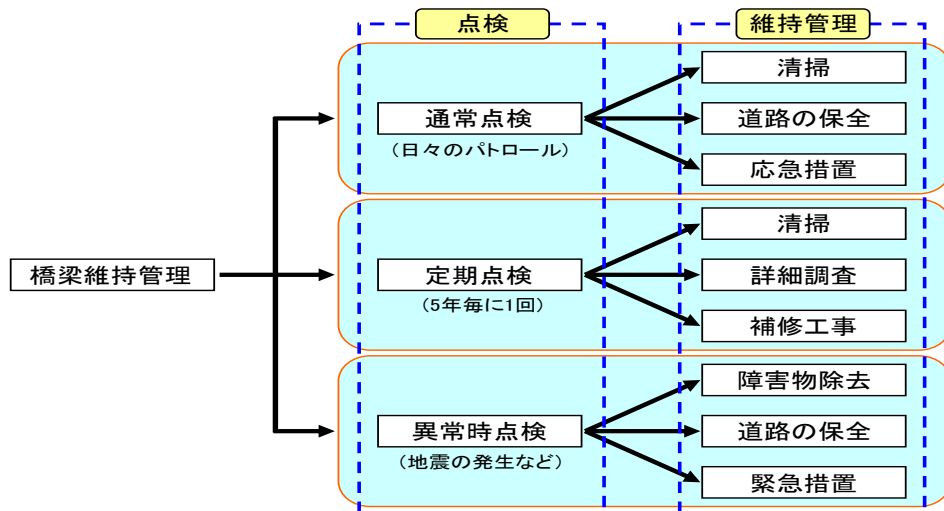 点検
維持管理
清掃
通常点検
(日々のパトロール)
道路の保全
応急措置
清掃
橋梁維持管理
定期点検
(5年毎に1回)
詳細調査
補修工事
障害物除去
異常時点検
(地震の発生など)
道路の保全
緊急措置